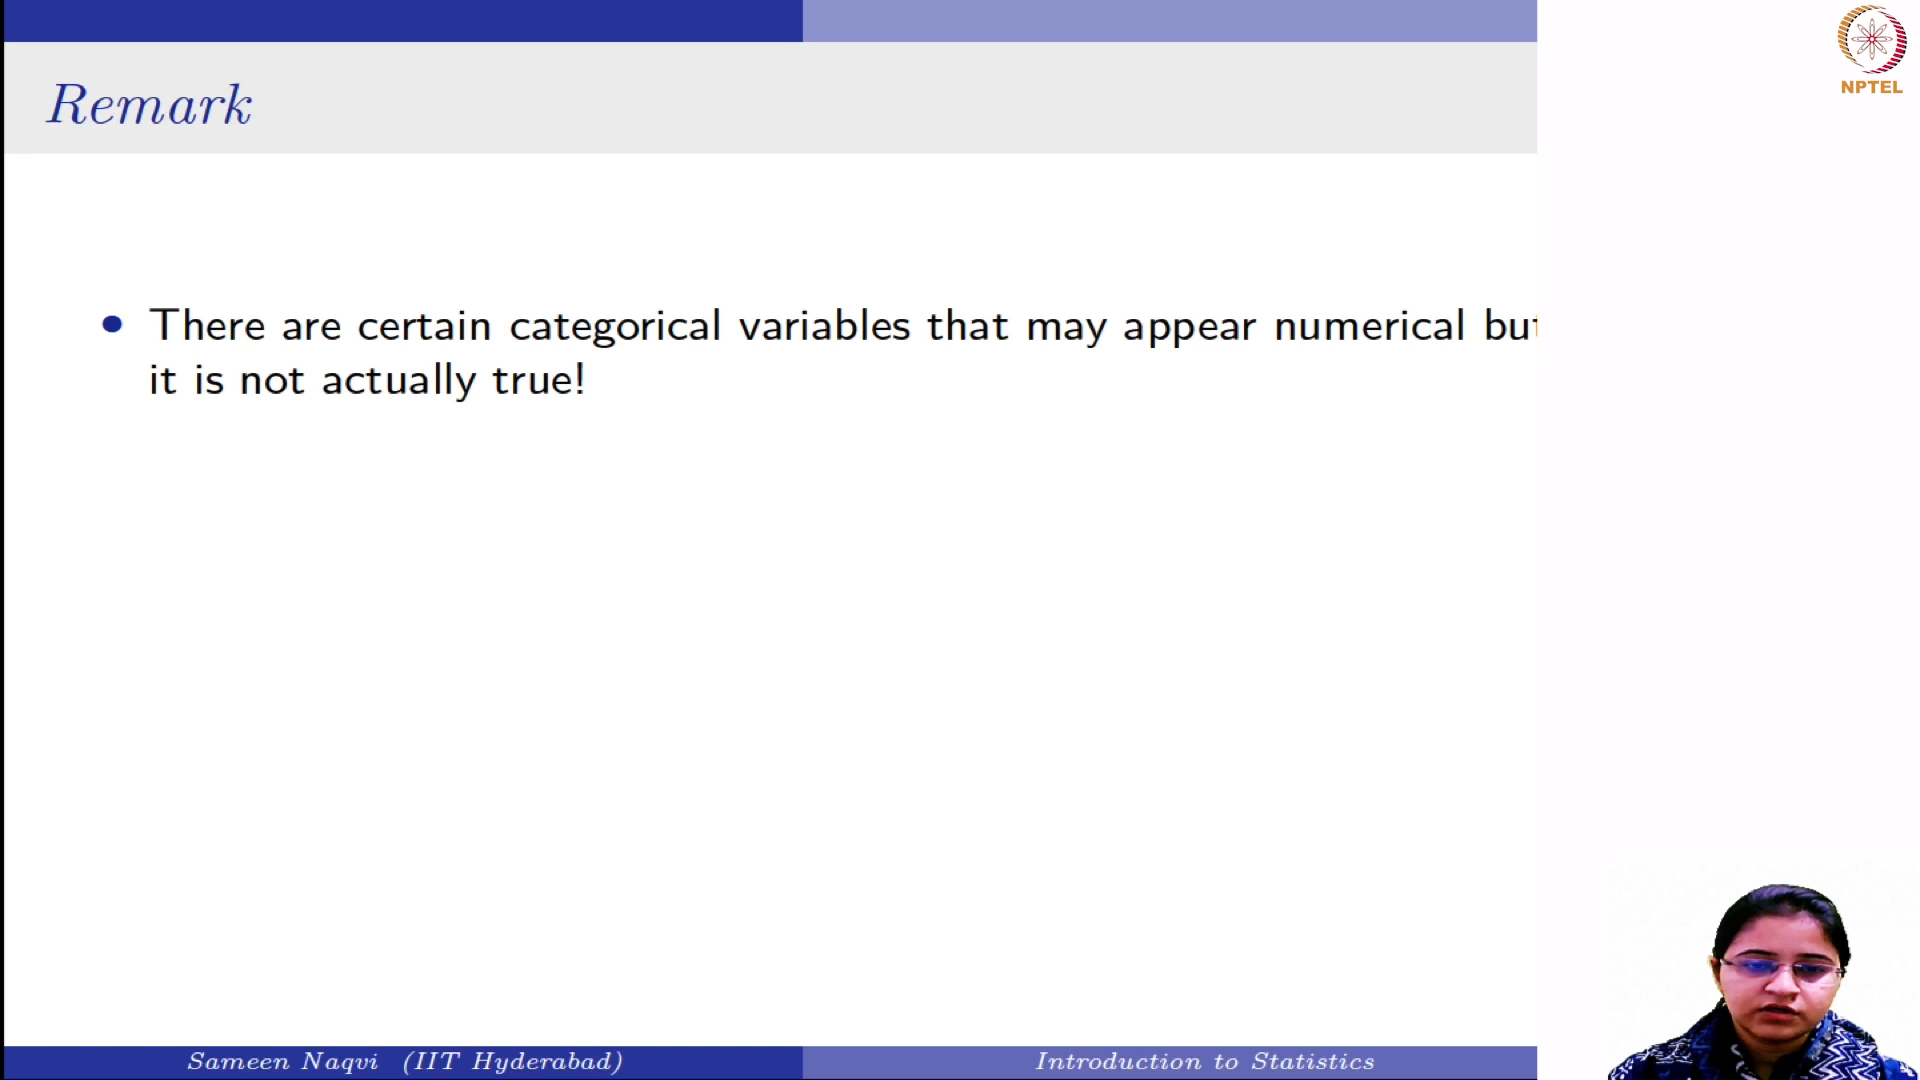 NPTEL
Remark
• There are certain categorical variables that may appear numerical but
it is not actually true!
Sameen Naqvi (IIT Hyderabad)
Introduction to Statistics